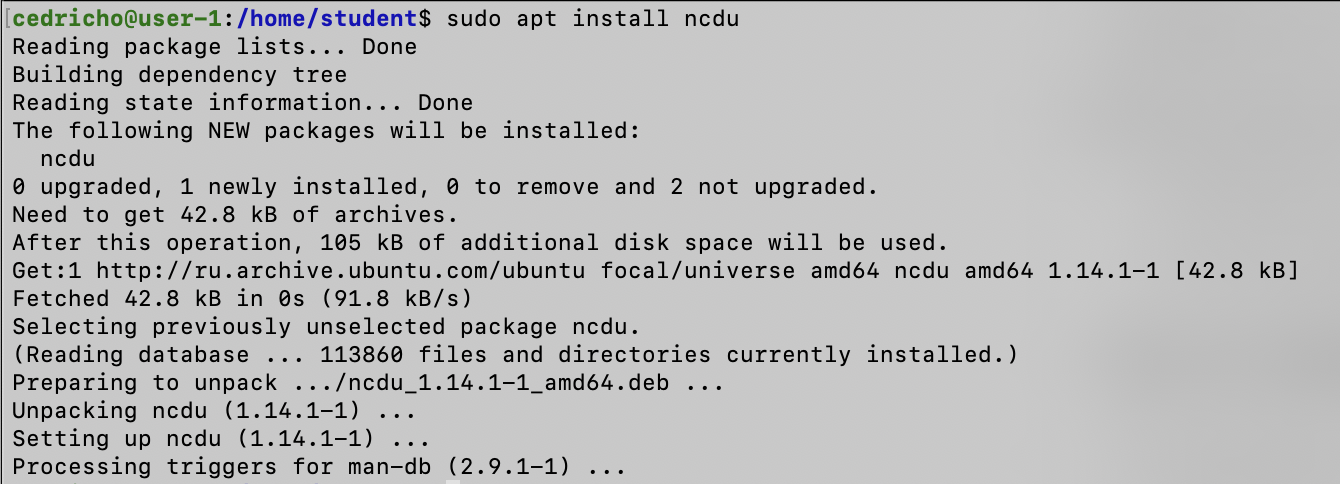 [cedricho@user-1:/home/student$ sudo apt install ncdu
Reading package lists... Done
Building dependency tree
Reading state information... Done
The following NEW packages will be installed:
  ncdu
0 upgraded, 1 newly installed, 0 to remove and 2 not upgraded.
Need to get 42.8 kB of archives.
After this operation, 105 kB of additional disk space will be used.
Get:1 http://ru.archive.ubuntu.com/ubuntu focal/universe amd64 ncdu amd64 1.14.1-1 [42.8 kB]
Fetched 42.8 kB in 0s (91.8 kB/s)
Selecting previously unselected package ncdu.
(Reading database ... 113860 files and directories currently installed.)
Preparing to unpack .../ncdu_1.14.1-1_amd64.deb ...
Unpacking ncdu (1.14.1-1) ...
Setting up ncdu (1.14.1-1) ...
Processing triggers for man-db (2.9.1-1) ...